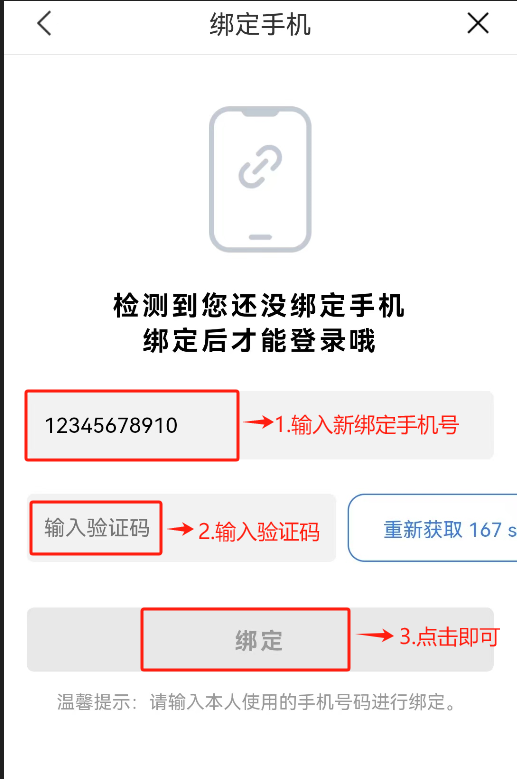 绑定手机
检测到您还没绑定手机
绑定后才能登录哦
12345678910
1.输入新绑定手机号
输入验证码
2.输入验证码
重新获取 167 s
绑定
3.点击即可
温馨提示：请输入本人使用的手机号码进行绑定。